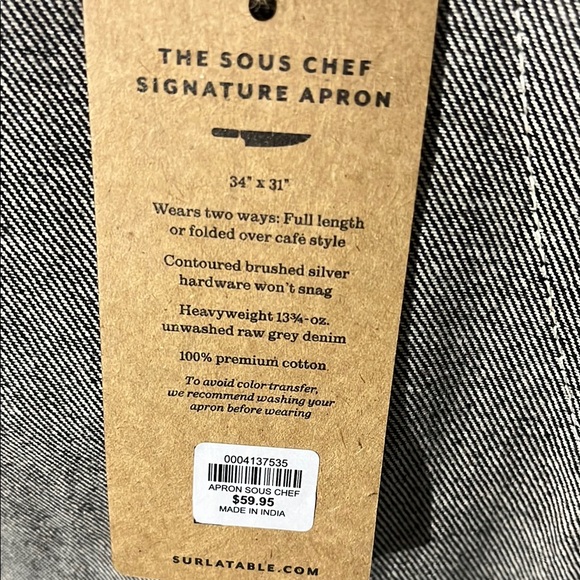 THE SOUS CHEF
SIGNATURE APRON
34" x 31"
Wears two ways: Full length
or folded over café style
Contoured brushed silver
hardware won't snag
Heavyweight 13¾-oz.
unwashed raw grey denim
100% premium cotton
To avoid color transfer,
we recommend washing your
apron before wearing
0004137535
APRON SOUS CHEF
$59.95
MADE IN INDIA
SURLATABLE.COM